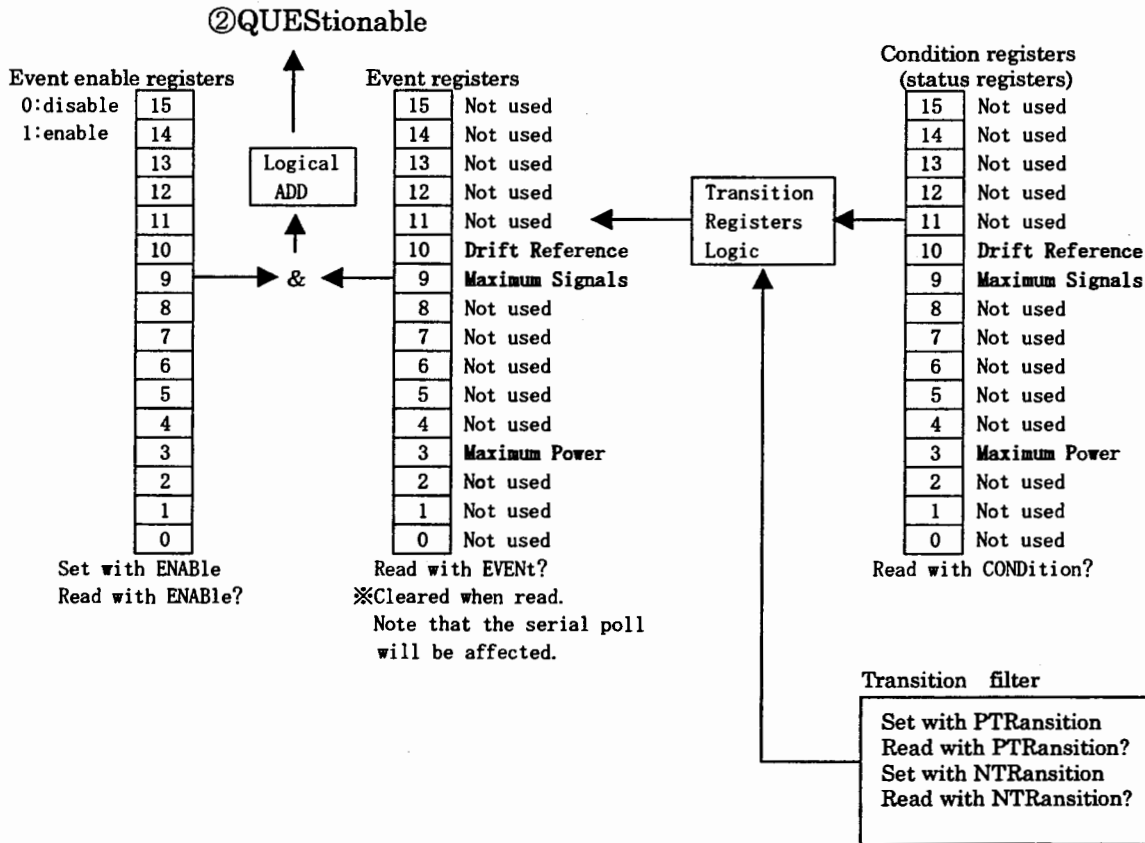 ②QUEStionable
Event enable registers
0:disable
1:enable
15
14
13
12
11
10
9
8
7
6
5
4
3
2
1
0
Set with ENABle
Read with ENABle?
Logical
ADD
&
Event registers
15 Not used
14 Not used
13 Not used
12 Not used
11 Not used
10 Drift Reference
9 Maximum Signals
8 Not used
7 Not used
6 Not used
5 Not used
4 Not used
3 Maximum Power
2 Not used
1 Not used
0 Not used
Read with EVENt?
※Cleared when read.
Note that the serial poll
will be affected.
Transition
Registers
Logic
Condition registers
(status registers)
15 Not used
14 Not used
13 Not used
12 Not used
11 Not used
10 Drift Reference
9 Maximum Signals
8 Not used
7 Not used
6 Not used
5 Not used
4 Not used
3 Maximum Power
2 Not used
1 Not used
0 Not used
Read with CONDition?
Transition filter
Set with PTRansition
Read with PTRansition?
Set with NTRansition
Read with NTRansition?